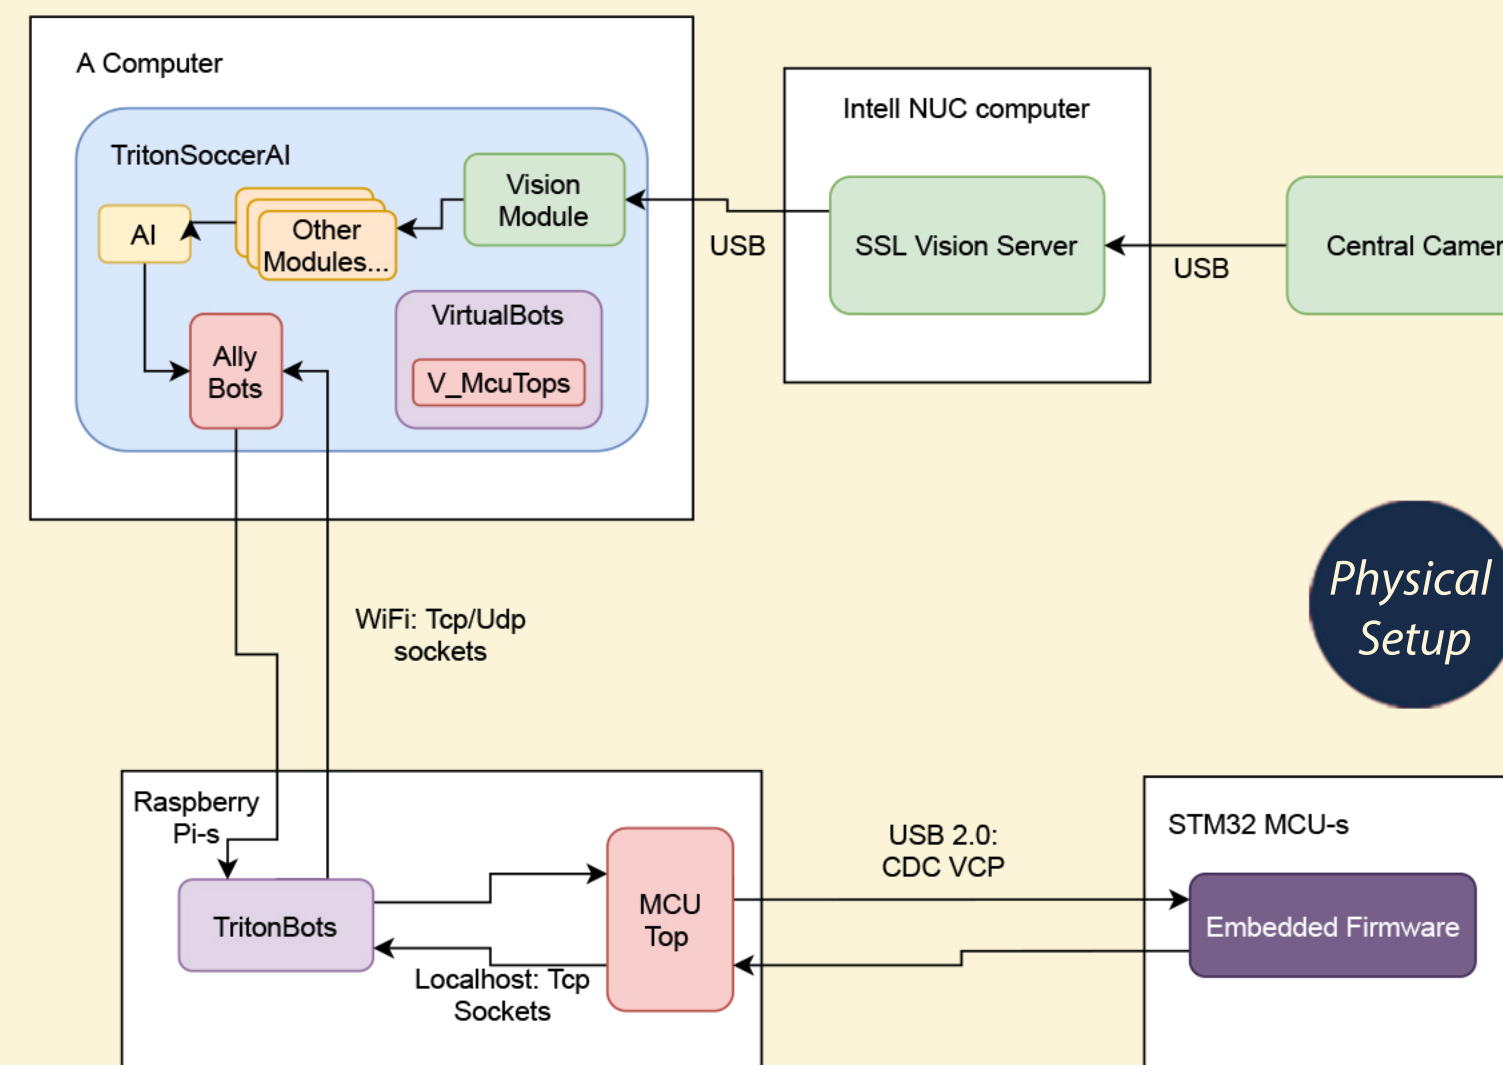 A Computer
TritonSoccerAI
AI
Other
Modules...
Vision
Module
Ally
Bots
VirtualBots
V_McuTops
USB
Intell NUC computer
SSL Vision Server
USB
Central Camer
WiFi: Tcp/Udp
sockets
Physical
Setup
Raspberry
Pi-s
TritonBots
MCU
Top
Localhost: Tcp
Sockets
USB 2.0:
CDC VCP
STM32 MCU-s
Embedded Firmware